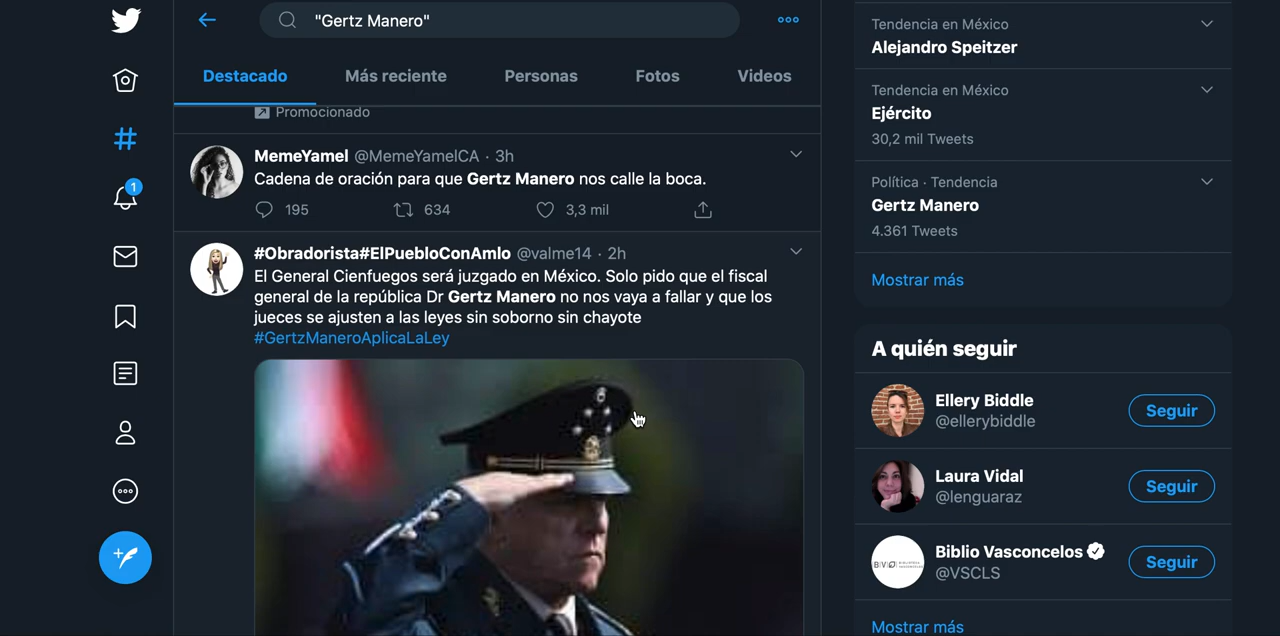 "Gertz Manero"
Destacado
Más reciente
Personas
Fotos
Videos
Promocionado
MemeYamel @MemeYamelCA · 3h
Cadena de oración para que Gertz Manero nos calle la boca.
195
634
3,3 mil
#Obradorista#ElPuebloConAmlo @valme14 · 2h
El General Cienfuegos será juzgado en México. Solo pido que el fiscal
general de la república Dr Gertz Manero no nos vaya a fallar y que los
jueces se ajusten a las leyes sin soborno sin chayote
#GertzManeroAplicaLaLey
1
Tendencia en México
Alejandro Speitzer
Tendencia en México
Ejército
30,2 mil Tweets
Política · Tendencia
Gertz Manero
4.361 Tweets
Mostrar más
A quién seguir
Ellery Biddle
@ellerybiddle
Seguir
Laura Vidal
@lenguaraz
Seguir
Biblio Vasconcelos
@VSCLS
Seguir
Mostrar más